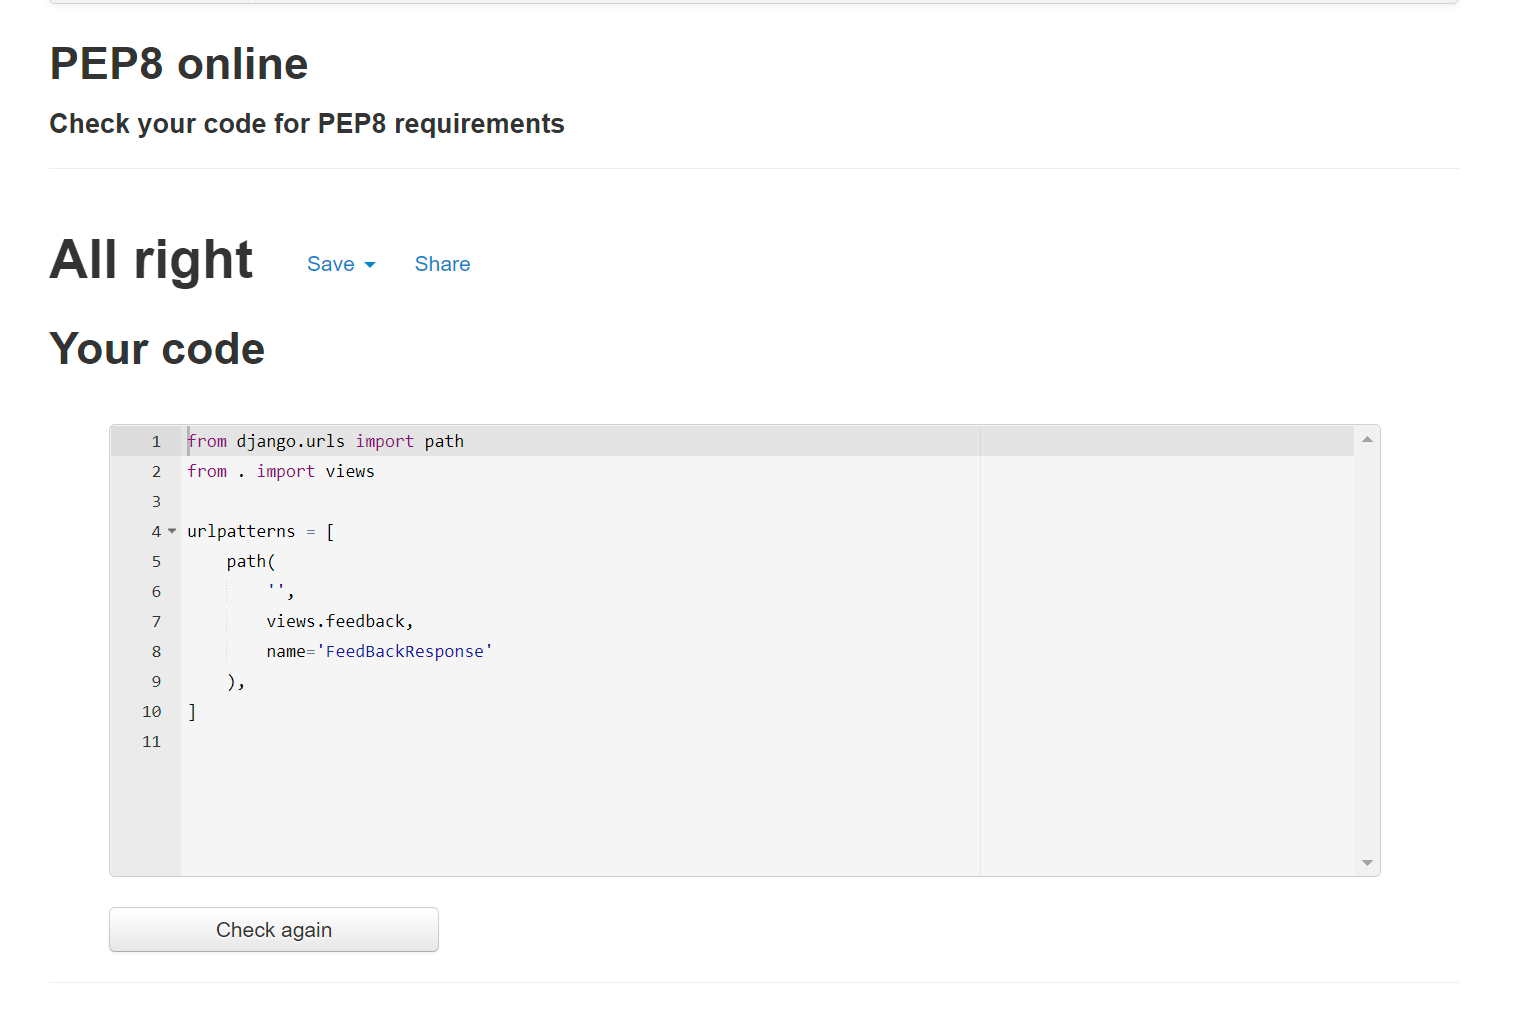 PEP8 online
Check your code for PEP8 requirements
All right Save Share
Your code
1 from django.urls import path
2 from . import views
3
4 urlpatterns = [
5     path(
6         '',
7         views.feedback,
8         name='FeedBackResponse'
9     ),
10 ]
11
Check again